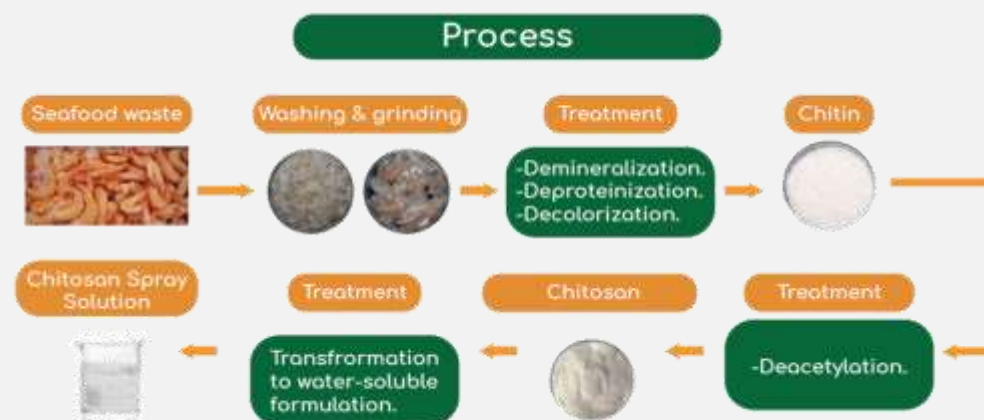 Process
Seafood waste
Washing & grinding
Treatment
Chitin
-Demineralization.
-Deproteinization.
-Decolorization.
Chitosan Spray
Solution
Treatment
Chitosan
Treatment
Transfrormation
to water-soluble
formulation.
-Deacetylation.